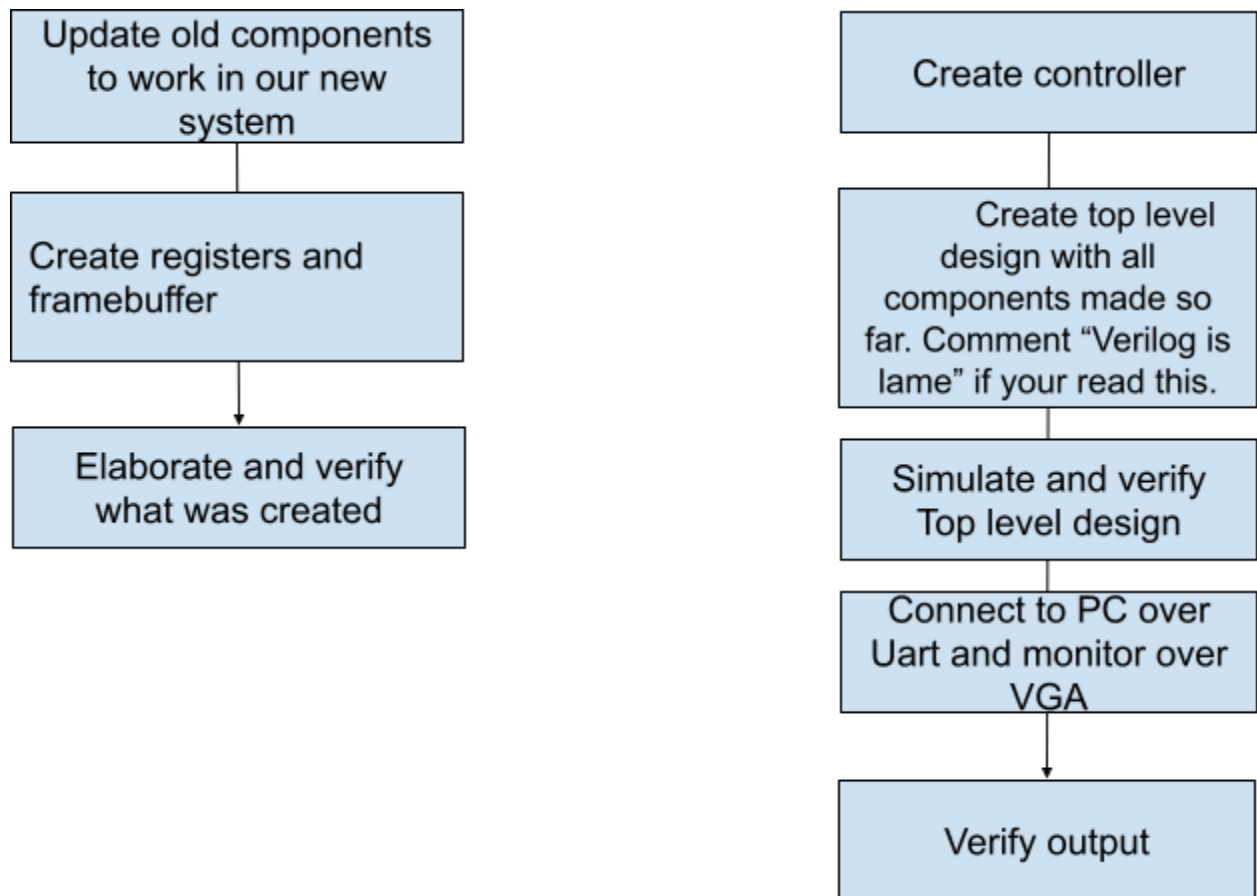 Update old components
to work in our new
system
Create registers and
framebuffer
Elaborate and verify
what was created
Create controller
Create top level
design with all
components made so
far. Comment “Verilog is
lame” if your read this.
Simulate and verify
Top level design
Connect to PC over
Uart and monitor over
VGA
Verify output